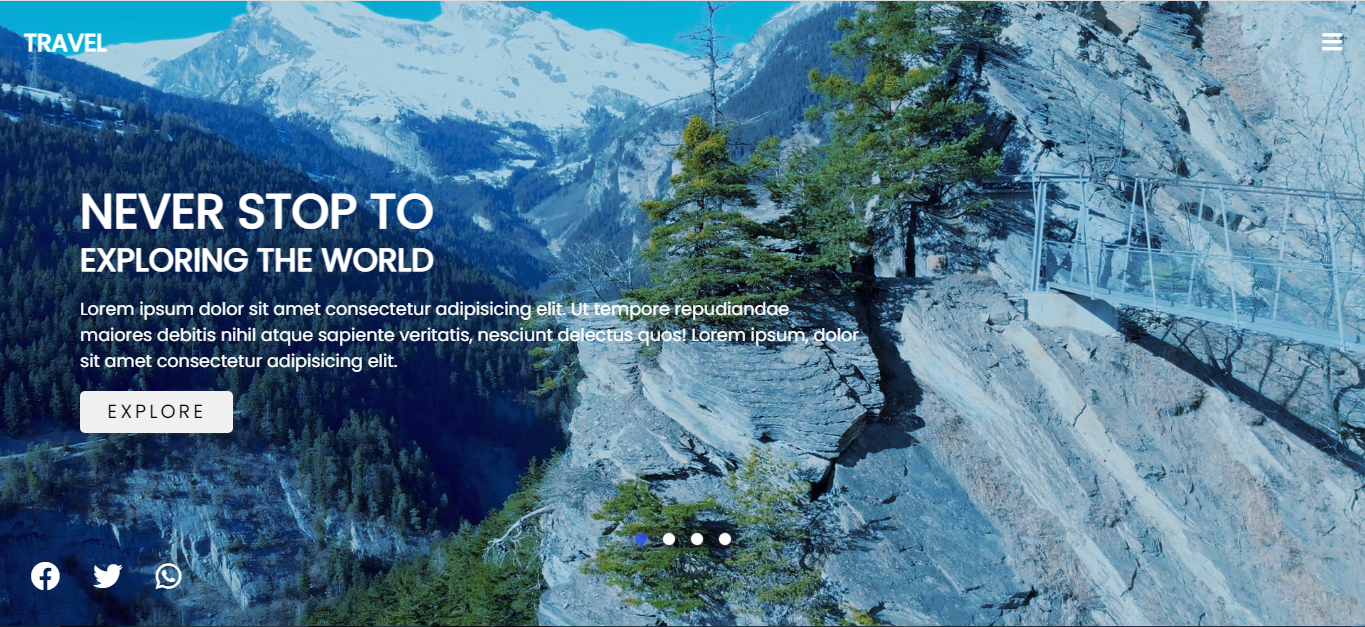 TRAVEL
NEVER STOP TO
EXPLORING THE WORLD
Lorem ipsum dolor sit amet consectetur adipisicing elit. Ut tempore repudiandae
maiores debitis nihil atque sapiente veritatis, nesciunt delectus quos! Lorem ipsum, dolor
sit amet consectetur adipisicing elit.
EXPLORE